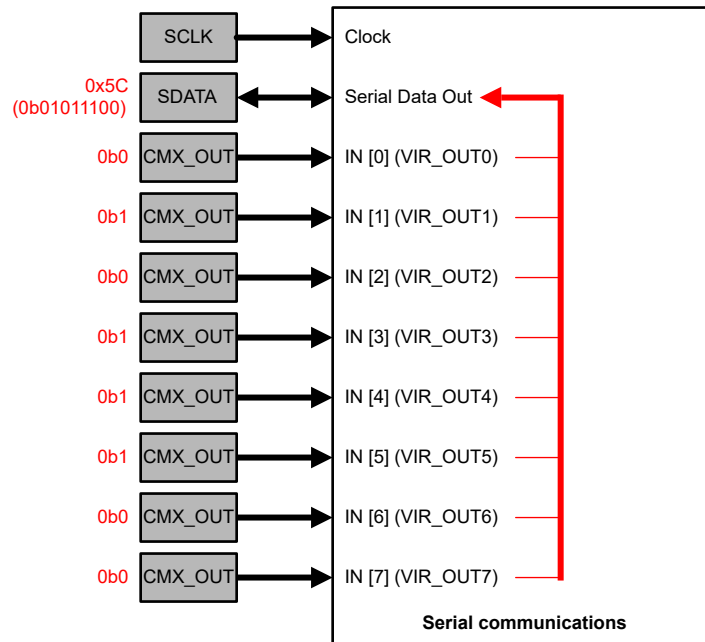 SCLK Clock
0x5C
(0b01011100) SDATA Serial Data Out
0b0 CMX_OUT IN [0] (VIR_OUT0)
0b1 CMX_OUT IN [1] (VIR_OUT1)
0b0 CMX_OUT IN [2] (VIR_OUT2)
0b1 CMX_OUT IN [3] (VIR_OUT3)
0b1 CMX_OUT IN [4] (VIR_OUT4)
0b1 CMX_OUT IN [5] (VIR_OUT5)
0b0 CMX_OUT IN [6] (VIR_OUT6)
0b0 CMX_OUT IN [7] (VIR_OUT7)
Serial communications